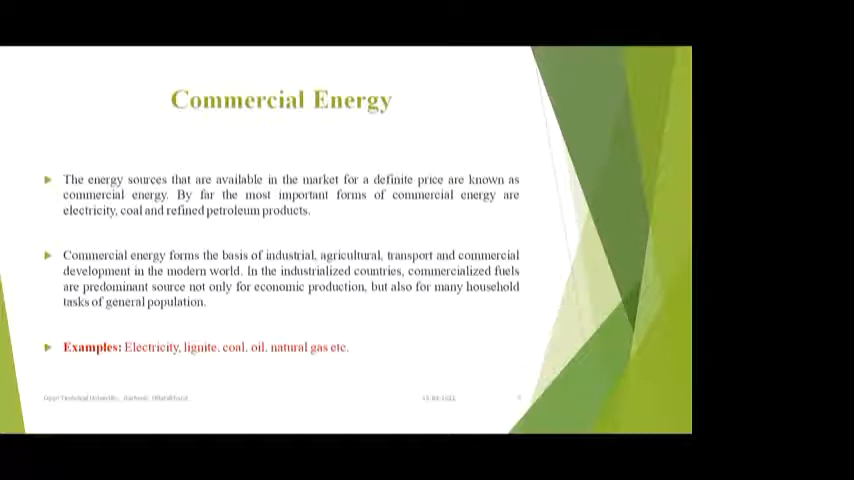 Commercial Energy
The energy sources that are available in the market for a definite price are known as
commercial energy. By far the most important forms of commercial energy are
electricity, coal and refined petroleum products.
Commercial energy forms the basis of industrial, agricultural, transport and commercial
development in the modern world. In the industrialized countries, commercialized fuels
are predominant source not only for economic production, but also for many household
tasks of general population.
Examples: Electricity, lignite, coal, oil, natural gas etc.
Technical University,